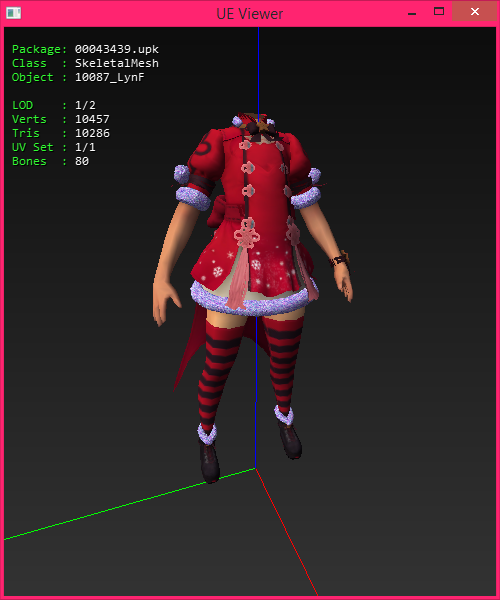 UE Viewer
Package: 00043439.upk
Class : SkeletalMesh
Object : 10087_LynF
LOD : 1/2
Verts : 10457
Tris : 10286
UV Set : 1/1
Bones : 80